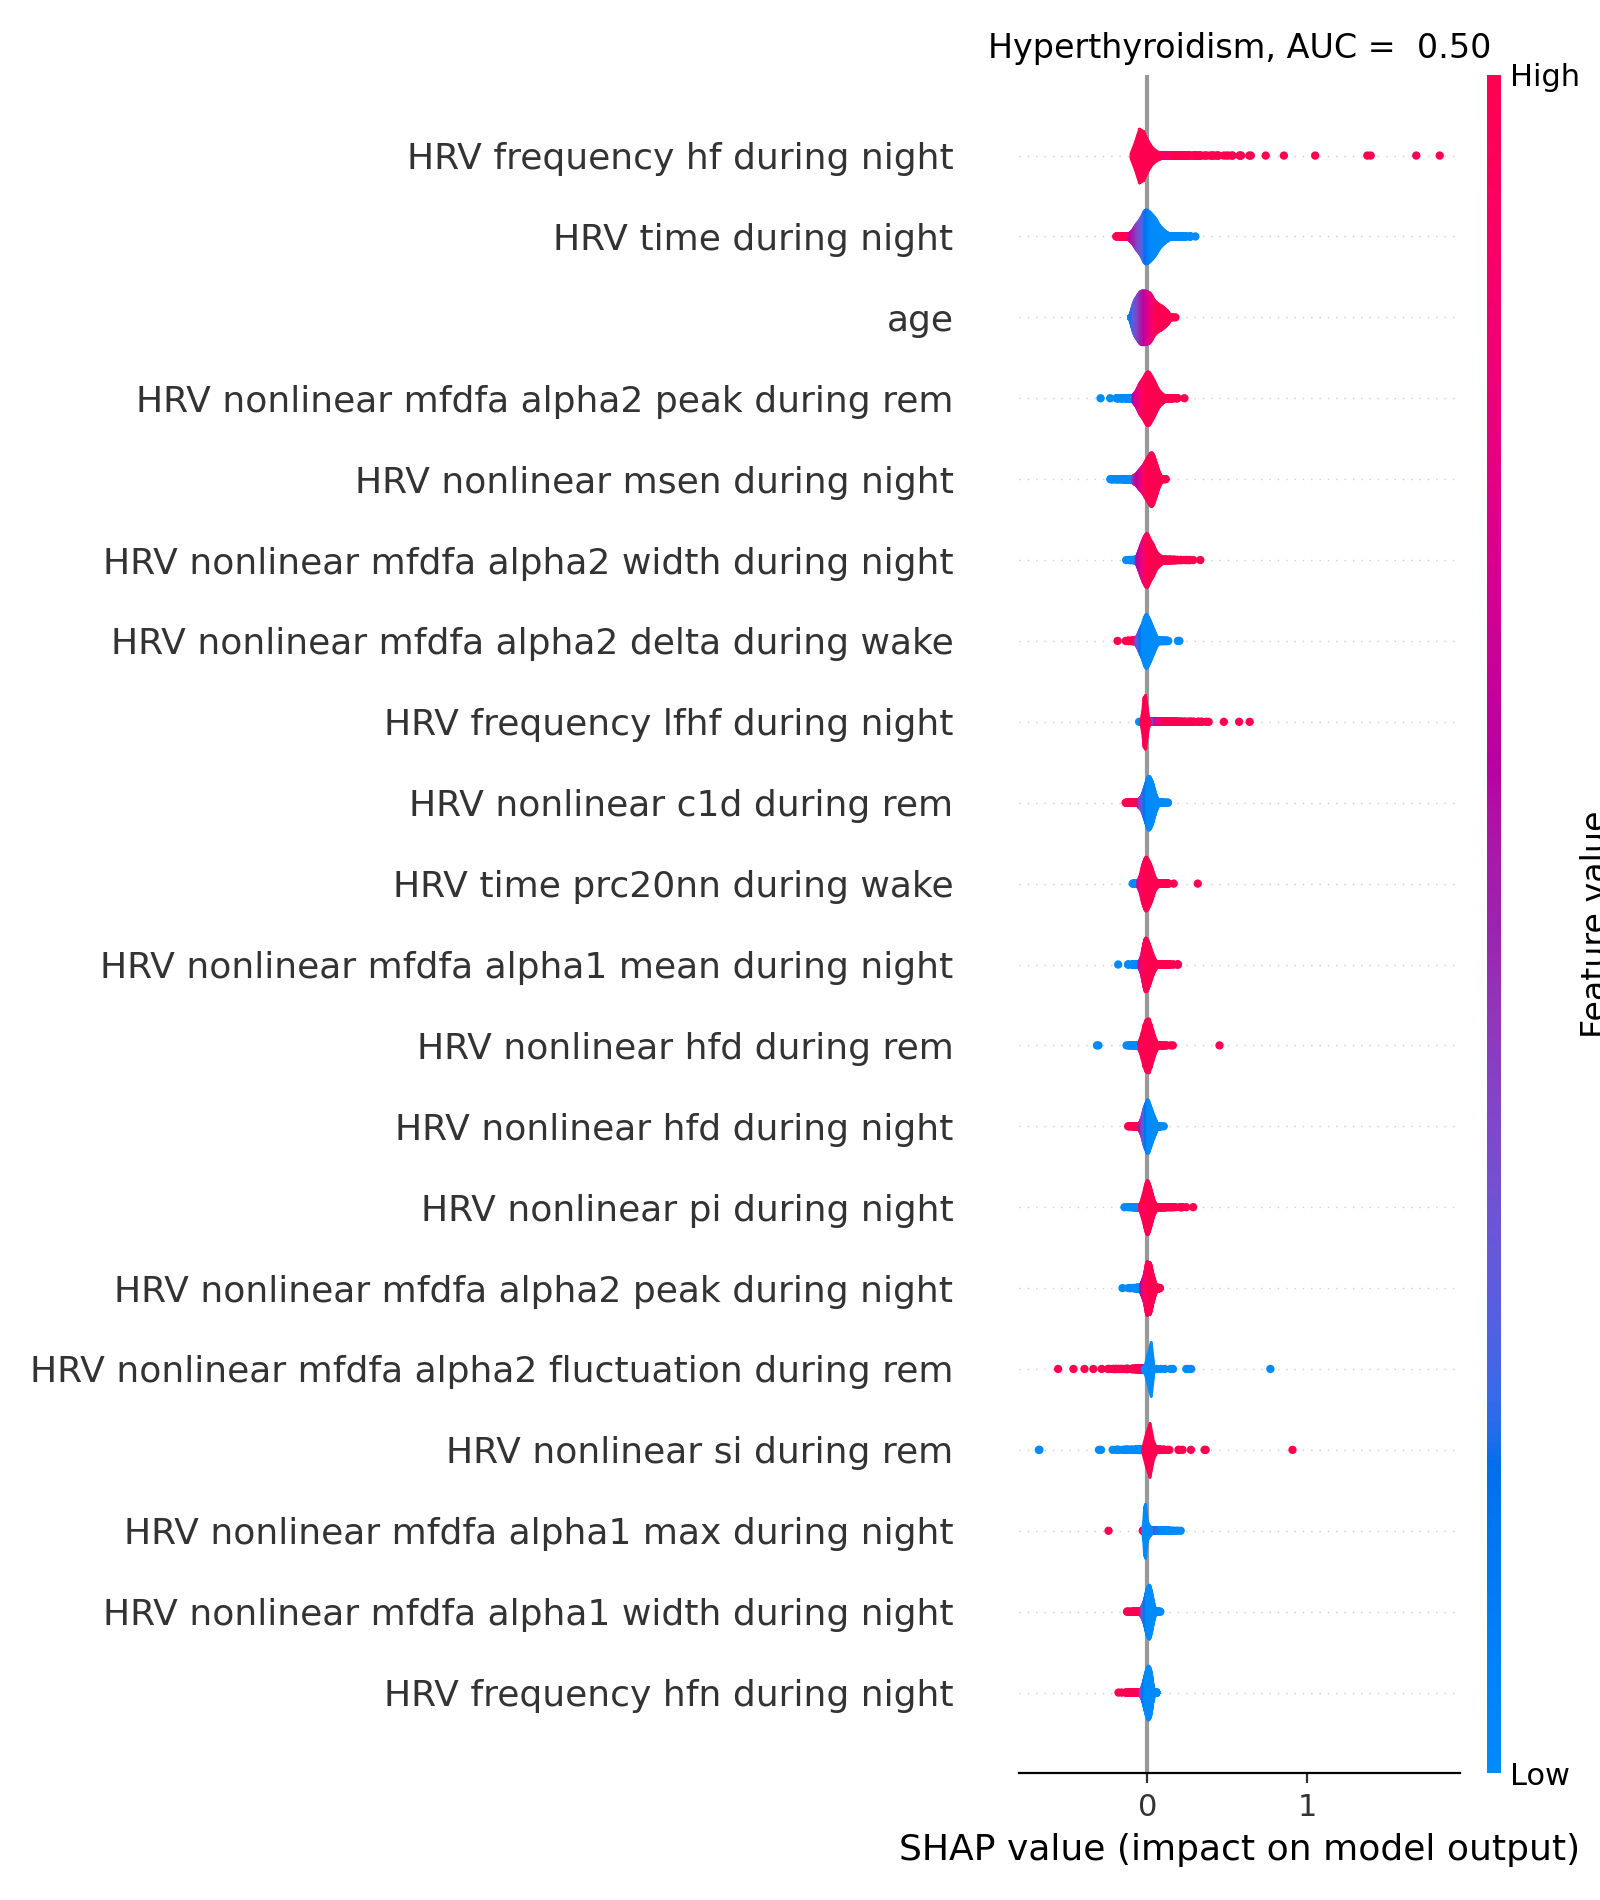 Hyperthyroidism, AUC =  0.50
High
HRV frequency hf during night
HRV time during night
age
HRV nonlinear mfdfa alpha2 peak during rem
HRV nonlinear msen during night
HRV nonlinear mfdfa alpha2 width during night
HRV nonlinear mfdfa alpha2 delta during wake
HRV frequency lfhf during night
HRV nonlinear c1d during rem
HRV time prc20nn during wake
HRV nonlinear mfdfa alpha1 mean during night
HRV nonlinear hfd during rem
HRV nonlinear hfd during night
HRV nonlinear pi during night
HRV nonlinear mfdfa alpha2 peak during night
HRV nonlinear mfdfa alpha2 fluctuation during rem
HRV nonlinear si during rem
HRV nonlinear mfdfa alpha1 max during night
HRV nonlinear mfdfa alpha1 width during night
HRV frequency hfn during night
Feature value
Low
0 1
SHAP value (impact on model output)